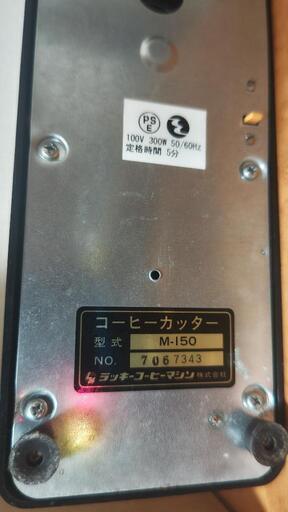 PS
E
100V 300W 50/60Hz
定格時間 5分
コーヒーカッター
型式 M-150
NO. 7067343
ラッキーコーヒーマシン株式会社